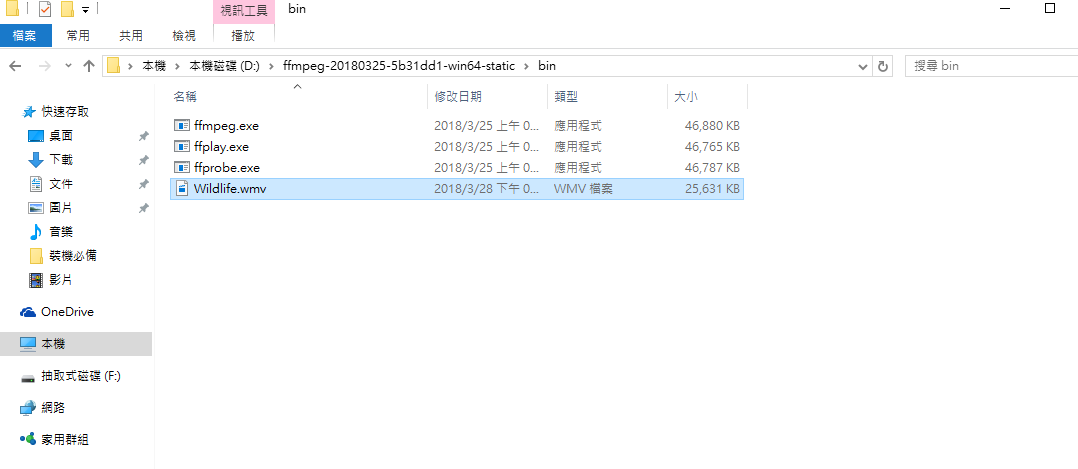 視訊工具 bin
檔案 常用 共用 檢視 播放
本機 本機磁碟 (D:) ffmpeg-20180325-5b31dd1-win64-static bin 搜尋 bin
名稱 修改日期 類型 大小
ffmpeg.exe 2018/3/25 上午 0... 應用程式 46,880 KB
ffplay.exe 2018/3/25 上午 0... 應用程式 46,765 KB
ffprobe.exe 2018/3/25 上午 0... 應用程式 46,787 KB
Wildlife.wmv 2018/3/28 下午 0... WMV 檔案 25,631 KB
快速存取
桌面
下載
文件
圖片
音樂
裝機必備
影片
OneDrive
本機
抽取式磁碟 (F:)
網路
家用群組